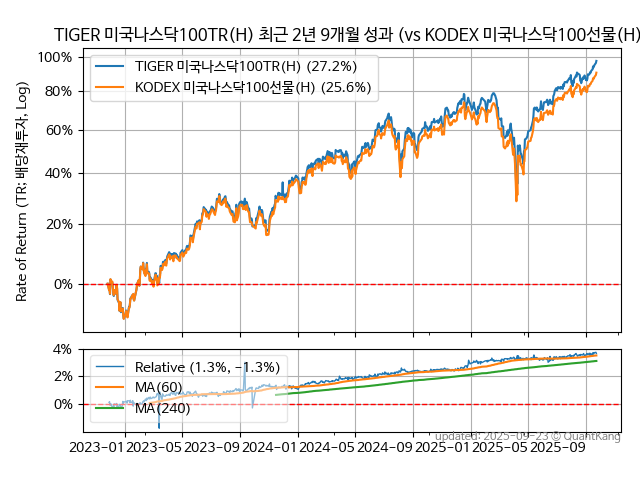 TIGER 미국나스닥100TR(H) 최근 2년 9개월 성과 (vs KODEX 미국나스닥100선물(H)
Rate of Return (TR: 배당재투자, Log)
100%
80%
60%
40%
20%
0%
TIGER 미국나스닥100TR(H) (27.2%)
KODEX 미국나스닥100선물(H) (25.6%)
4%
2%
0%
Relative (1.3%, −1.3%)
MA(60)
MA(240)
2023−01 2023−05 2023−09 2024−01 2024−05 2024−09 2025−01 2025−05 2025−09
updated: 2025−09−23 © QuantKang